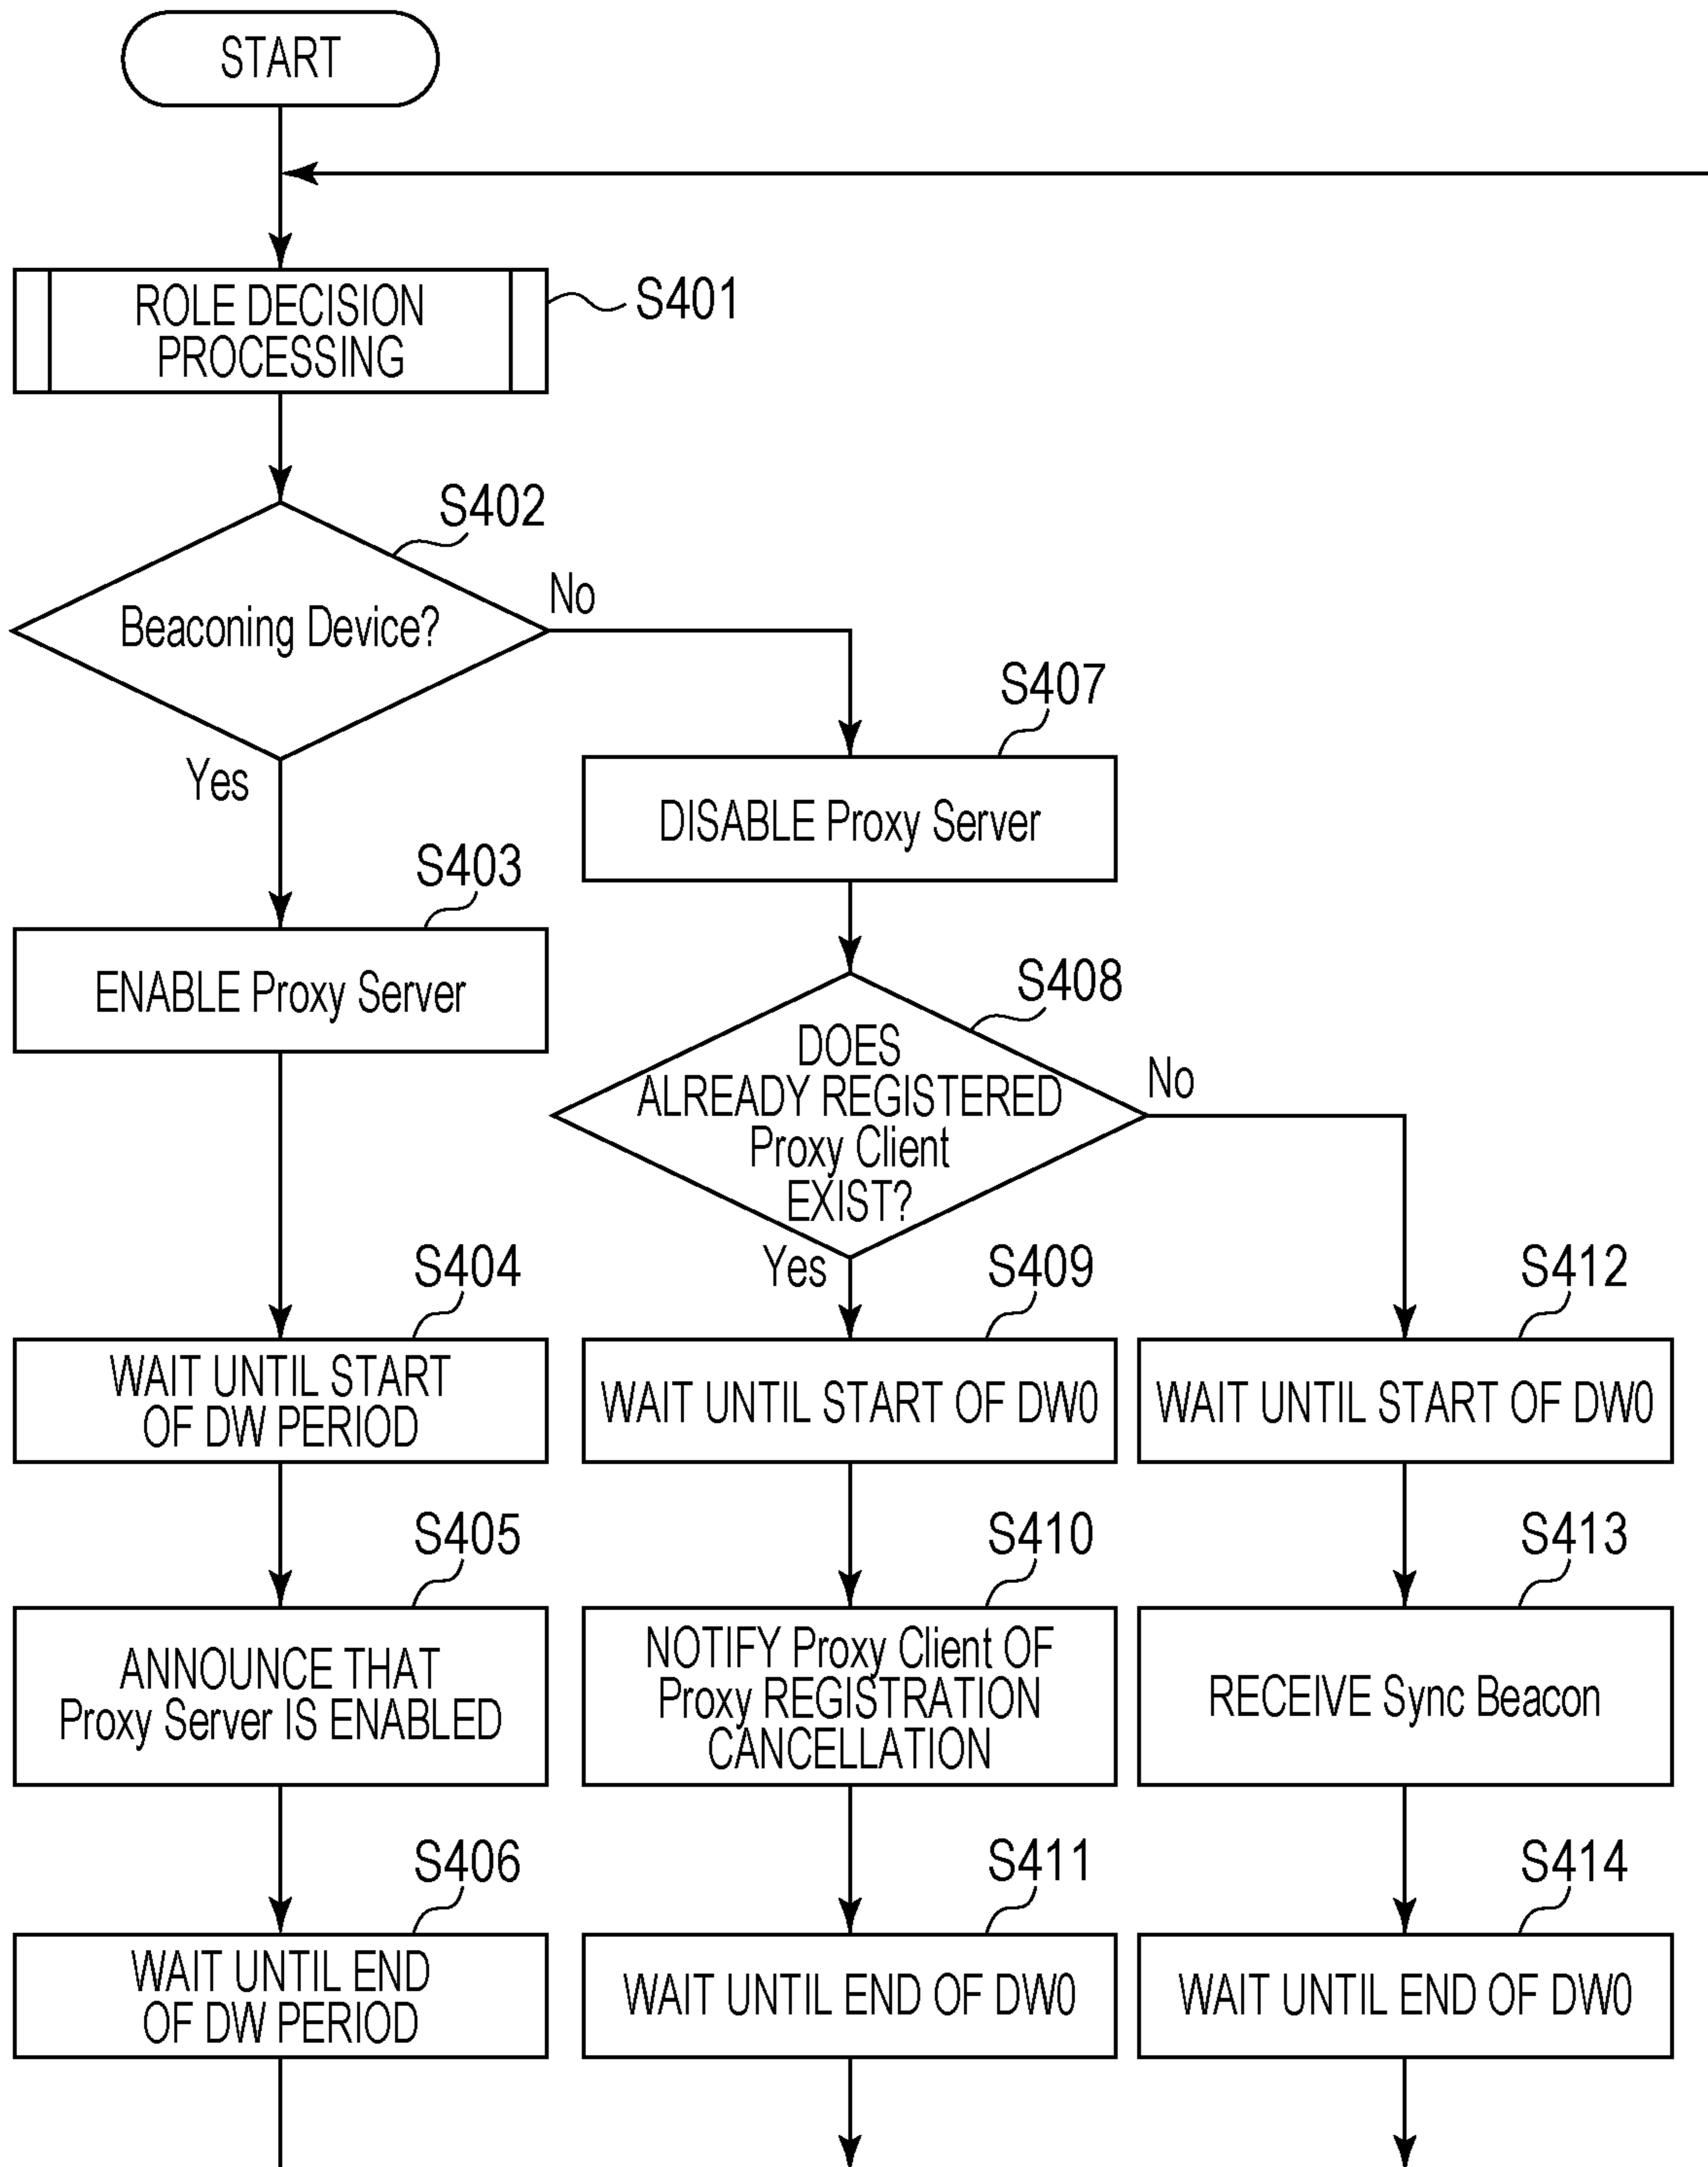 START
ROLE DECISION
PROCESSING
S401
S402
Beaconing Device?
No
Yes
S407
DISABLE Proxy Server
S403
ENABLE Proxy Server
S408
DOES
ALREADY REGISTERED
Proxy Client
EXIST?
No
Yes
S404
WAIT UNTIL START
OF DW PERIOD
S409
WAIT UNTIL START OF DW0
S412
WAIT UNTIL START OF DW0
S405
ANNOUNCE THAT
Proxy Server IS ENABLED
S410
NOTIFY Proxy Client OF
Proxy REGISTRATION
CANCELLATION
S413
RECEIVE Sync Beacon
S406
WAIT UNTIL END
OF DW PERIOD
S411
WAIT UNTIL END OF DW0
S414
WAIT UNTIL END OF DW0